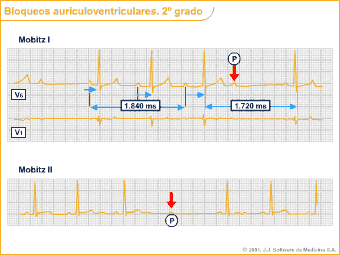 Bloqueos auriculoventriculares. 2º grado
Mobitz I
P
V6
1.840 ms
1.720 ms
V1
Mobitz II
P
© 2001, J.J. Software de Medicina S.A.